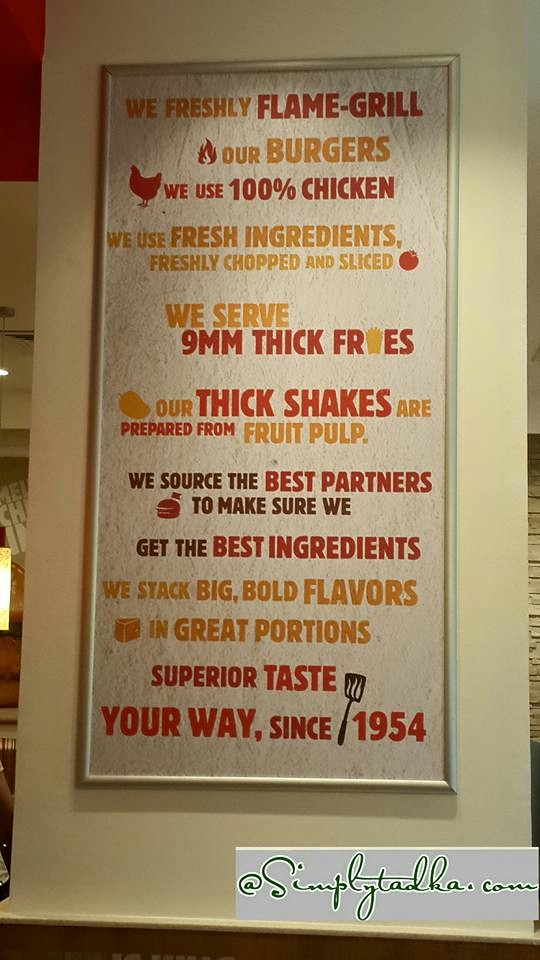 WE FRESHLY FLAME-GRILL
OUR BURGERS
WE USE 100% CHICKEN
WE USE FRESH INGREDIENTS,
FRESHLY CHOPPED AND SLICED
WE SERVE
9MM THICK FRIES
OUR THICK SHAKES ARE
PREPARED FROM FRUIT PULP.
WE SOURCE THE BEST PARTNERS
TO MAKE SURE WE
GET THE BEST INGREDIENTS
WE STACK BIG, BOLD FLAVORS
IN GREAT PORTIONS
SUPERIOR TASTE
YOUR WAY, SINCE 1954
@Simplytadka.com